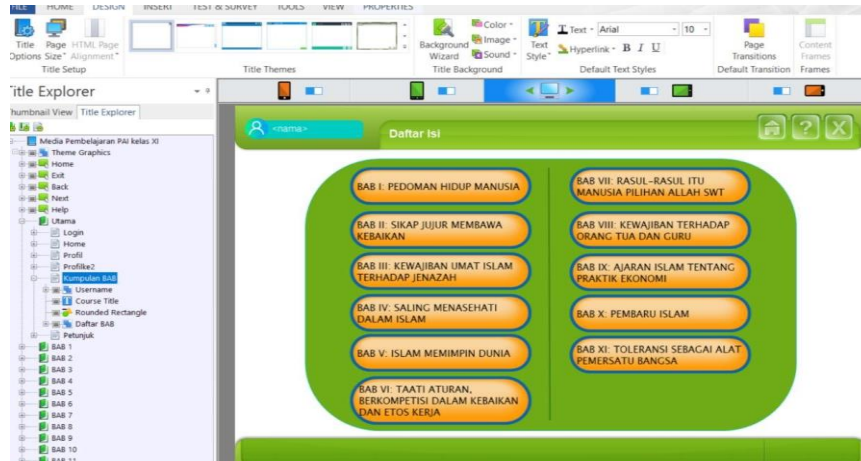 FILE HOME DESIGN INSERT TEST & SURVEY TOOLS VIEW PROPERTIES
Title Options
Page Size
HTML Page Alignment
Title Setup
Title Themes
Background Wizard
Color
Image
Sound
Title Background
Text Style
Text Arial 10
Hyperlink B I U
Default Text Styles
Page Transitions
Default Transition
Content Frames
Frames
Title Explorer
Thumbnail View Title Explorer
Media Pembelajaran PAI kelas XI
Theme Graphics
Home
Exit
Back
Next
Help
Utama
Login
Home
Profil
Profilke2
Kumpulan BAB
Username
Course Title
Rounded Rectangle
Daftar BAB
Petunjuk
BAB 1
BAB 2
BAB 3
BAB 4
BAB 5
BAB 6
BAB 7
BAB 8
BAB 9
BAB 10
BAB 11
<nama>
Daftar Isi
? X
BAB I: PEDOMAN HIDUP MANUSIA
BAB II: SIKAP JUJUR MEMBAWA
KEBAIKAN
BAB III: KEWAJIBAN UMAT ISLAM
TERHADAP JENAZAH
BAB IV: SALING MENASEHATI
DALAM ISLAM
BAB V: ISLAM MEMIMPIN DUNIA
BAB VI: TAATI ATURAN,
BERKOMPETISI DALAM KEBAIKAN
DAN ETOS KERJA
BAB VII: RASUL-RASUL ITU
MANUSIA PILIHAN ALLAH SWT
BAB VIII: KEWAJIBAN TERHADAP
ORANG TUA DAN GURU
BAB IX: AJARAN ISLAM TENTANG
PRAKTIK EKONOMI
BAB X: PEMBARU ISLAM
BAB XI: TOLERANSI SEBAGAI ALAT
PEMERSATU BANGSA